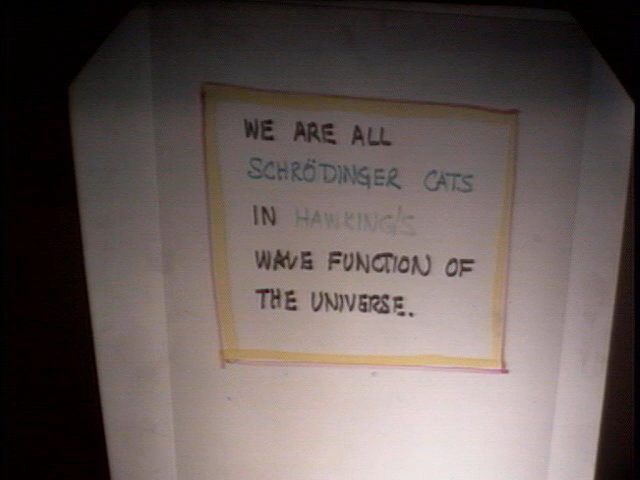 WE ARE ALL
SCHRÖDINGER CATS
IN HAWKING'S
WAVE FUNCTION OF
THE UNIVERSE.